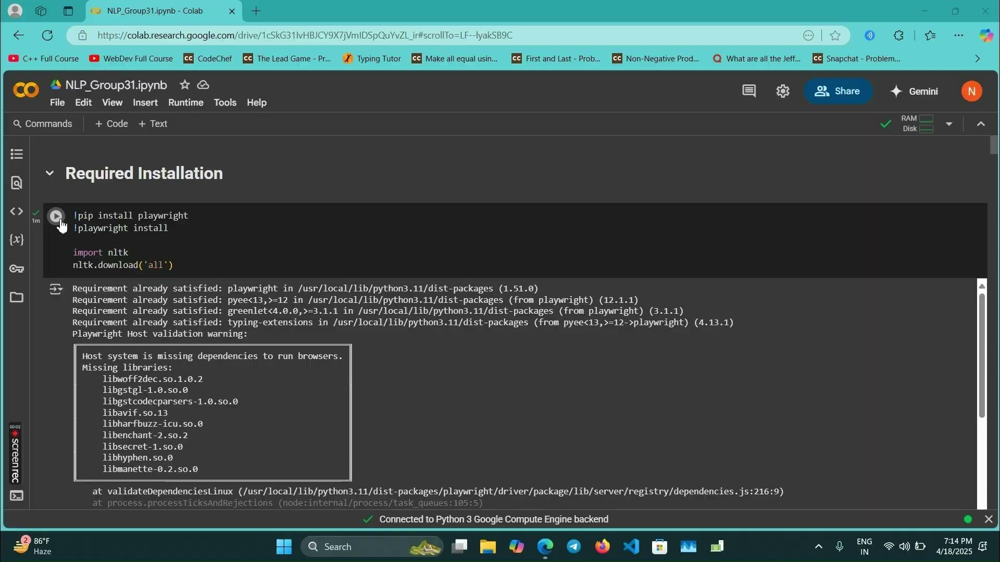 NLP_Group31.ipynb - Colab
https://colab.research.google.com/drive/1cSkG31IvHBJCY9X7jVmIDSpQuYvZL_ir#scrollTo=LF--lyakSB9C
C++ Full Course
WebDev Full Course
CC CodeChef
CC The Lead Game - Pr...
Typing Tutor
CC Make all equal usin...
CC First and Last - Prob...
CC Non-Negative Prod...
What are all the Jeff...
CC Snapchat - Problem...
NLP_Group31.ipynb
Share
Gemini
N
File Edit View Insert Runtime Tools Help
Commands
+ Code + Text
RAM
Disk
Required Installation
1m
!pip install playwright
!playwright install
import nltk
nltk.download('all')
{x}
Requirement already satisfied: playwright in /usr/local/lib/python3.11/dist-packages (1.51.0)
Requirement already satisfied: pyee<13,>=12 in /usr/local/lib/python3.11/dist-packages (from playwright) (12.1.1)
Requirement already satisfied: greenlet<4.0.0,>=3.1.1 in /usr/local/lib/python3.11/dist-packages (from playwright) (3.1.1)
Requirement already satisfied: typing-extensions in /usr/local/lib/python3.11/dist-packages (from pyee<13,>=12->playwright) (4.13.1)
Playwright Host validation warning:
Host system is missing dependencies to run browsers.
Missing libraries:
libwoff2dec.so.1.0.2
libgstgl-1.0.so.0
libgstcodecparsers-1.0.so.0
libavif.so.13
libharfbuzz-icu.so.0
libenchant-2.so.2
libsecret-1.so.0
libhyphen.so.0
libmanette-0.2.so.0
at validateDependenciesLinux (/usr/local/lib/python3.11/dist-packages/playwright/driver/package/lib/server/registry/dependencies.js:216:9)
at process.processTicksAndRejections (node:internal/process/task_queues:105:5)
00:02
screenrec
Connected to Python 3 Google Compute Engine backend
2
86°F
Haze
Search
ENG
IN
7:14 PM
4/18/2025